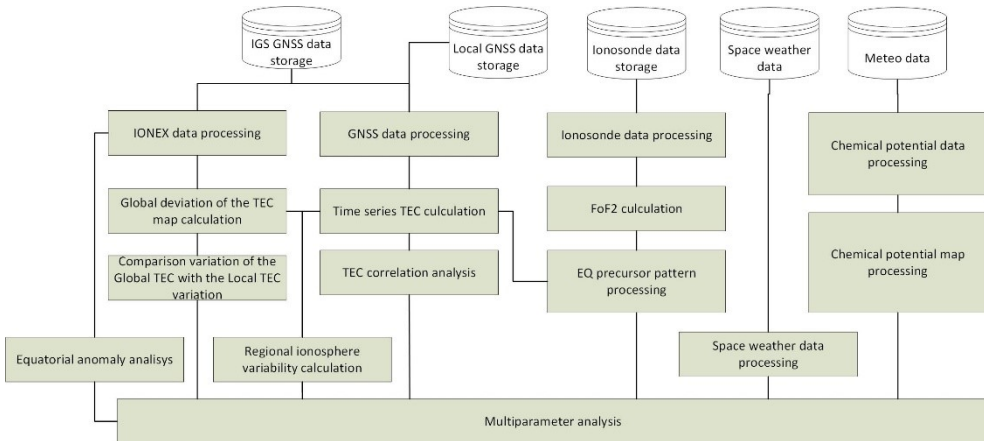 IGS GNSS data
storage
Local GNSS data
storage
Ionosonde data
storage
Space weather
data
Meteo data
IONEX data processing
GNSS data processing
Ionosonde data processing
Chemical potential data
processing
Global deviation of the TEC
map calculation
Time series TEC culculation
FoF2 culculation
Chemical potential map
processing
Comparison variation of the
Global TEC with the Local TEC
variation
TEC correlation analysis
EQ precursor pattern
processing
Equatorial anomaly analisys
Regional ionosphere
variability calculation
Space weather data
processing
Multiparameter analysis